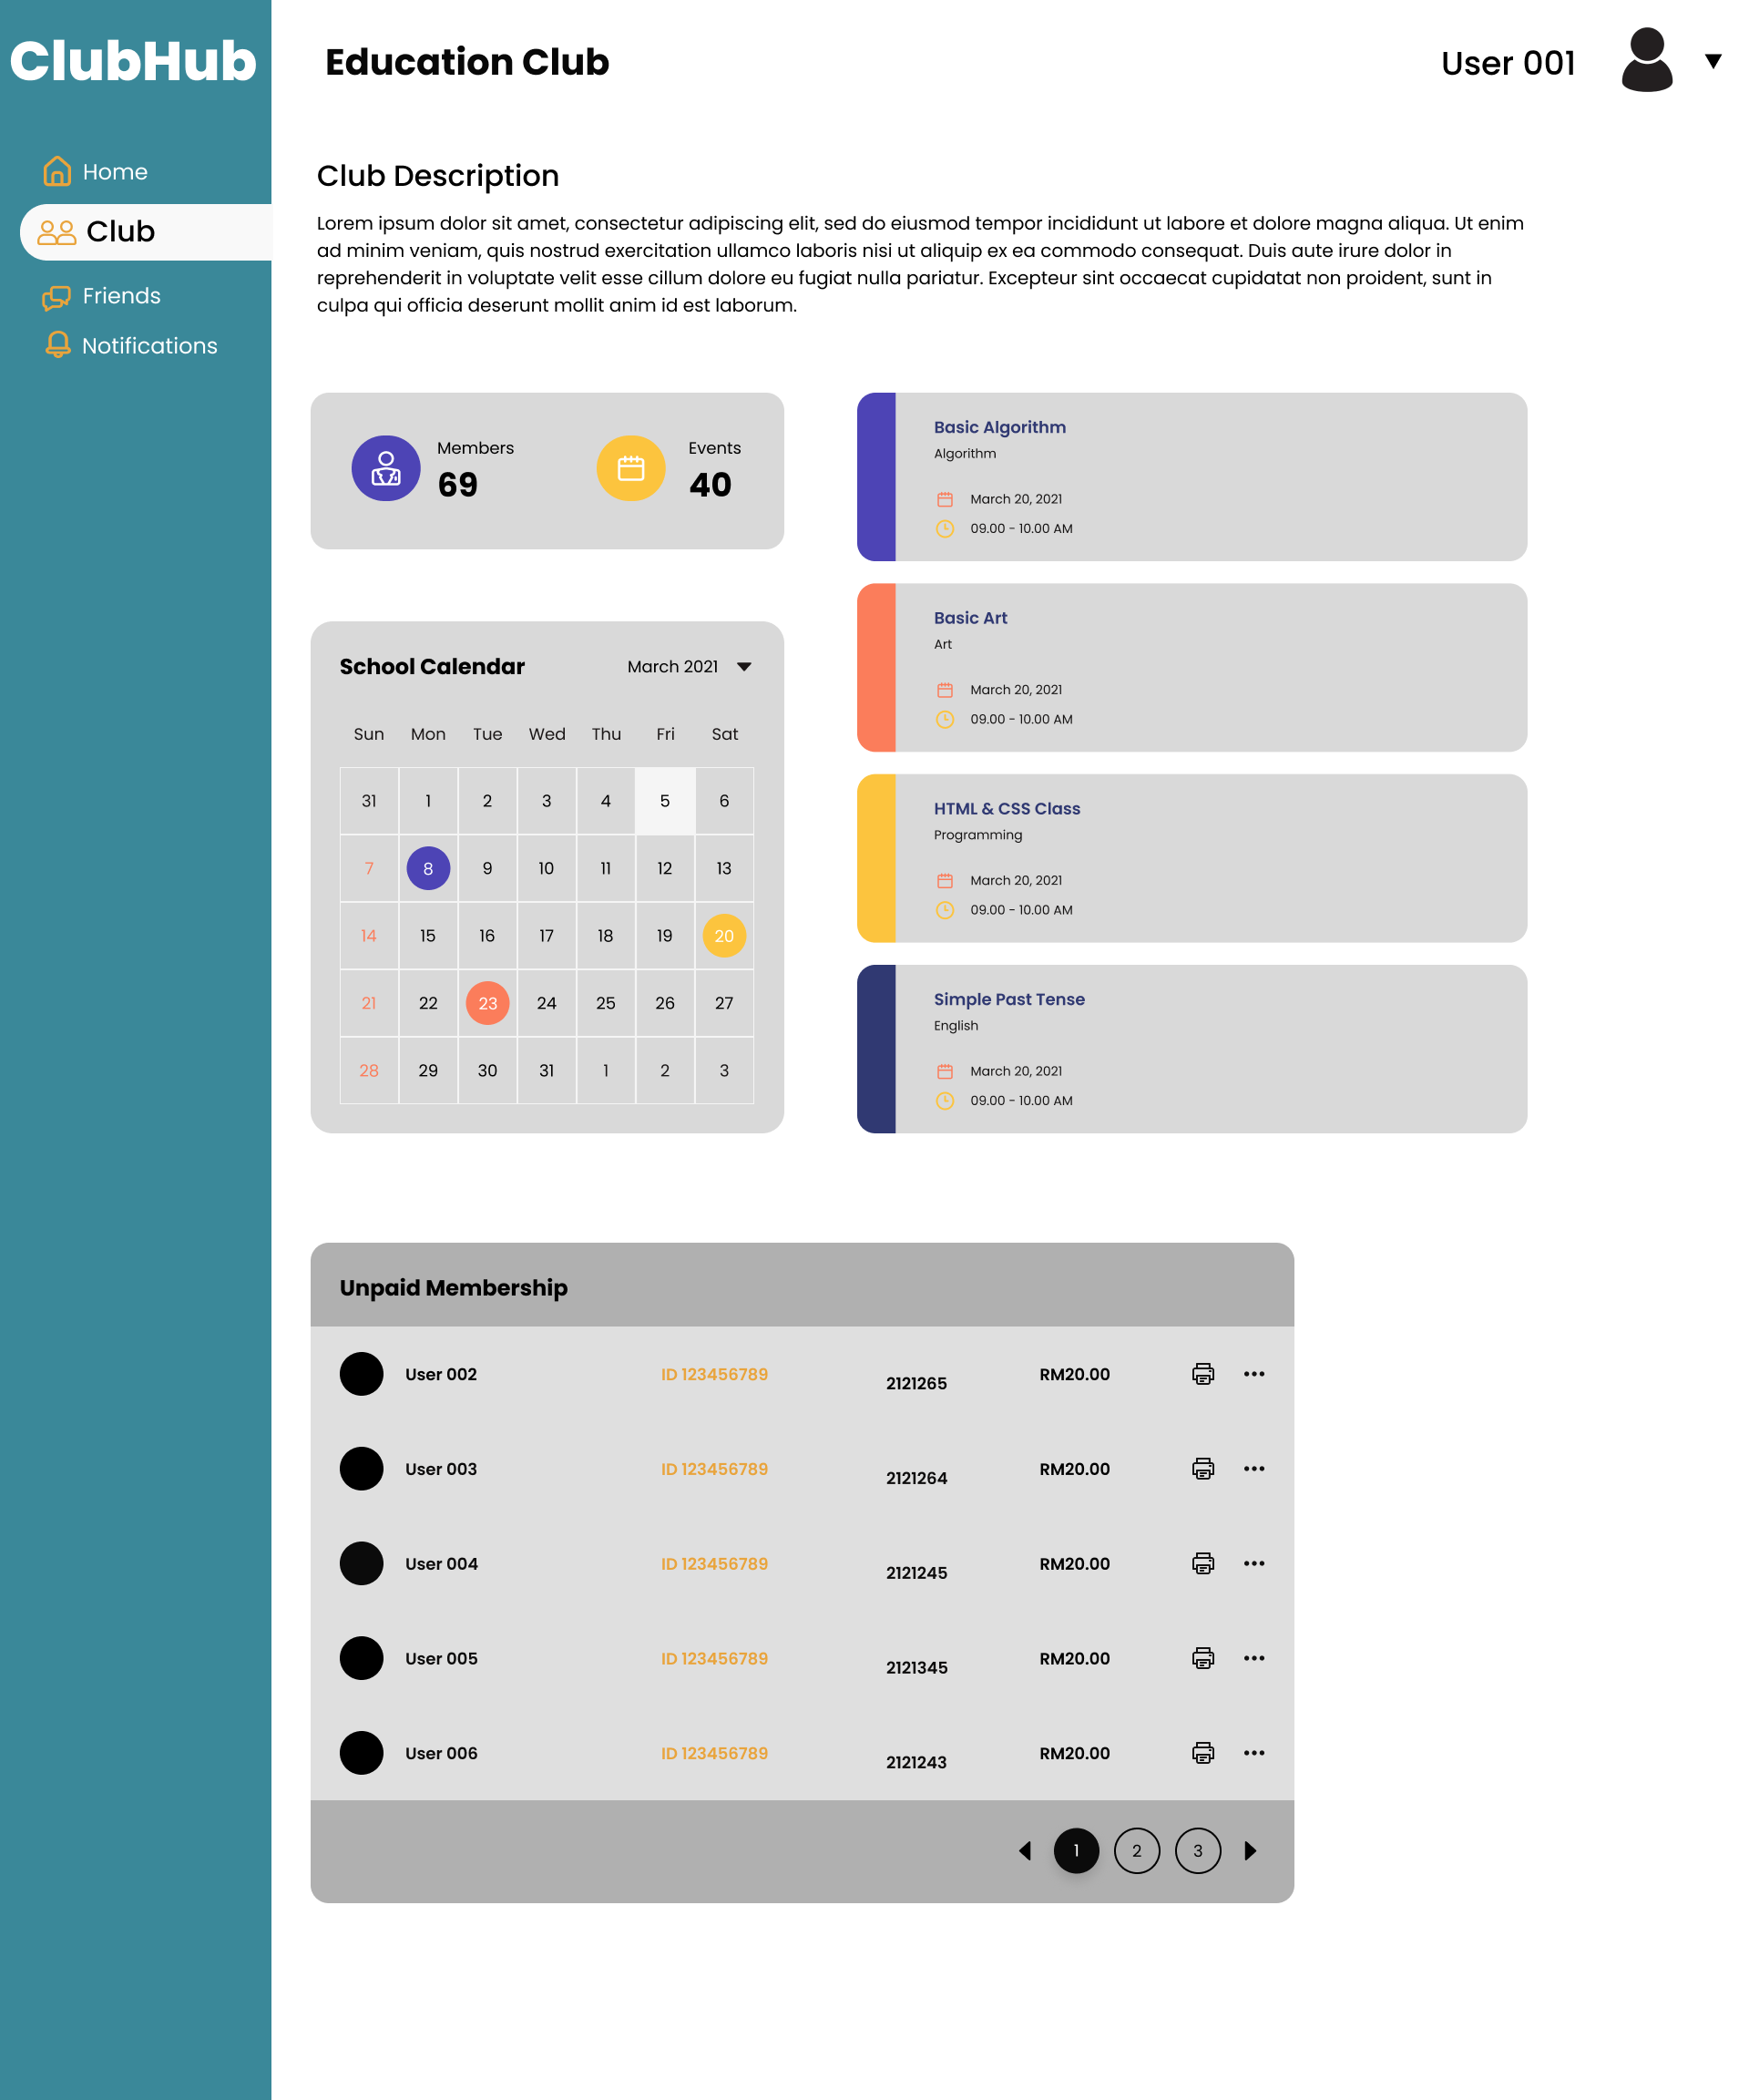 ClubHub
Home
Club
Friends
Notifications
Education Club
User 001
Club Description
Lorem ipsum dolor sit amet, consectetur adipiscing elit, sed do eiusmod tempor incididunt ut labore et dolore magna aliqua. Ut enim
ad minim veniam, quis nostrud exercitation ullamco laboris nisi ut aliquip ex ea commodo consequat. Duis aute irure dolor in
reprehenderit in voluptate velit esse cillum dolore eu fugiat nulla pariatur. Excepteur sint occaecat cupidatat non proident, sunt in
culpa qui officia deserunt mollit anim id est laborum.
Members
69
Events
40
School Calendar
March 2021
Sun Mon Tue Wed Thu Fri Sat
31 1 2 3 4 5 6
7 8 9 10 11 12 13
14 15 16 17 18 19 20
21 22 23 24 25 26 27
28 29 30 31 1 2 3
Basic Algorithm
Algorithm
March 20, 2021
09.00 - 10.00 AM
Basic Art
Art
March 20, 2021
09.00 - 10.00 AM
HTML & CSS Class
Programming
March 20, 2021
09.00 - 10.00 AM
Simple Past Tense
English
March 20, 2021
09.00 - 10.00 AM
Unpaid Membership
User 002 ID 123456789 2121265 RM20.00
User 003 ID 123456789 2121264 RM20.00
User 004 ID 123456789 2121245 RM20.00
User 005 ID 123456789 2121345 RM20.00
User 006 ID 123456789 2121243 RM20.00
1 2 3